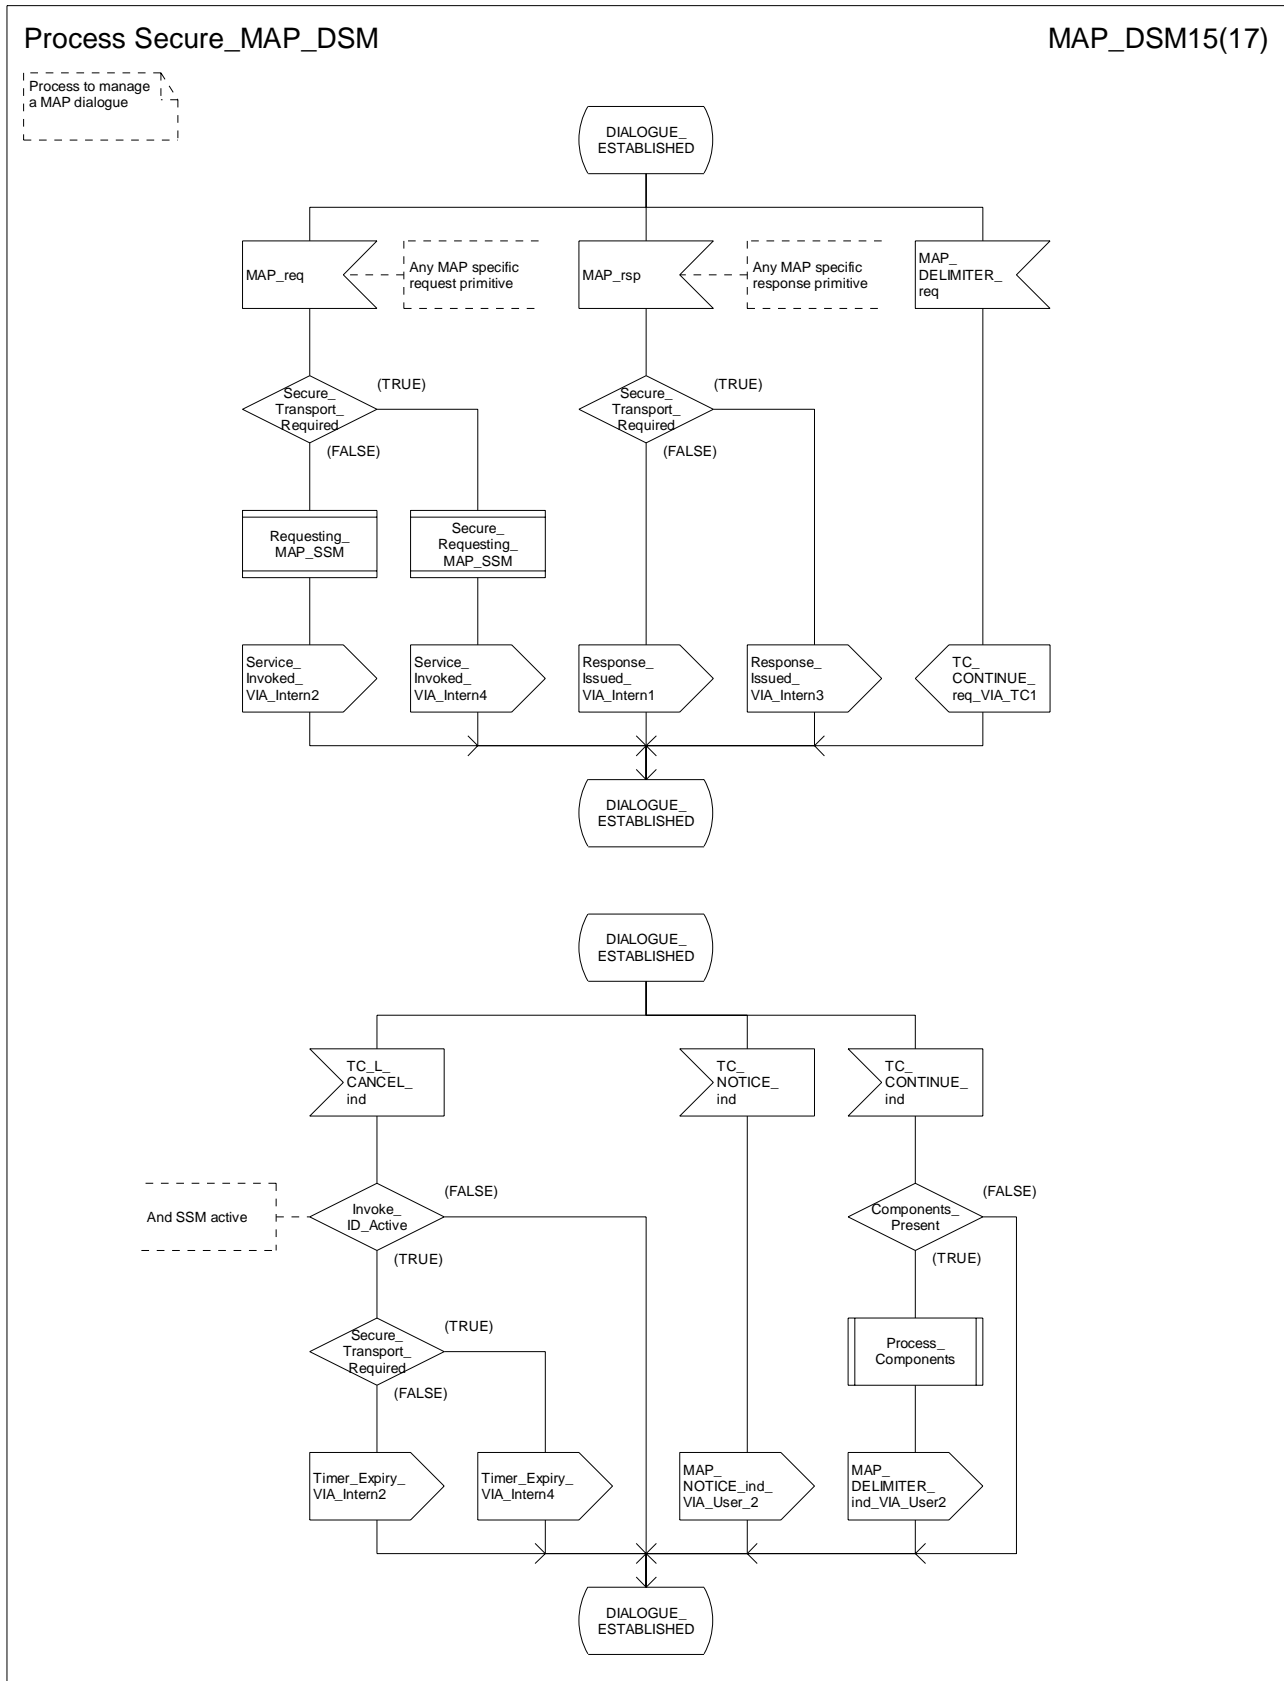 Process Secure_MAP_DSM
MAP_DSM15(17)
Process to manage
a MAP dialogue
DIALOGUE_
ESTABLISHED
MAP_req
Any MAP specific
request primitive
MAP_rsp
Any MAP specific
response primitive
MAP_
DELIMITER_
req
Secure_
Transport_
Required
(TRUE)
(FALSE)
Secure_
Transport_
Required
(TRUE)
(FALSE)
Requesting_
MAP_SSM
Secure_
Requesting_
MAP_SSM
Service_
Invoked_
VIA_Intern2
Service_
Invoked_
VIA_Intern4
Response_
Issued_
VIA_Intern1
Response_
Issued_
VIA_Intern3
TC_
CONTINUE_
req_VIA_TC1
DIALOGUE_
ESTABLISHED
DIALOGUE_
ESTABLISHED
TC_L_
CANCEL_
ind
TC_
NOTICE_
ind
TC_
CONTINUE_
ind
And SSM active
Invoke_
ID_Active
(FALSE)
(TRUE)
Components_
Present
(FALSE)
(TRUE)
Secure_
Transport_
Required
(TRUE)
(FALSE)
Process_
Components
Timer_Expiry_
VIA_Intern2
Timer_Expiry_
VIA_Intern4
MAP_
NOTICE_ind_
VIA_User_2
MAP_
DELIMITER_
ind_VIA_User2
DIALOGUE_
ESTABLISHED